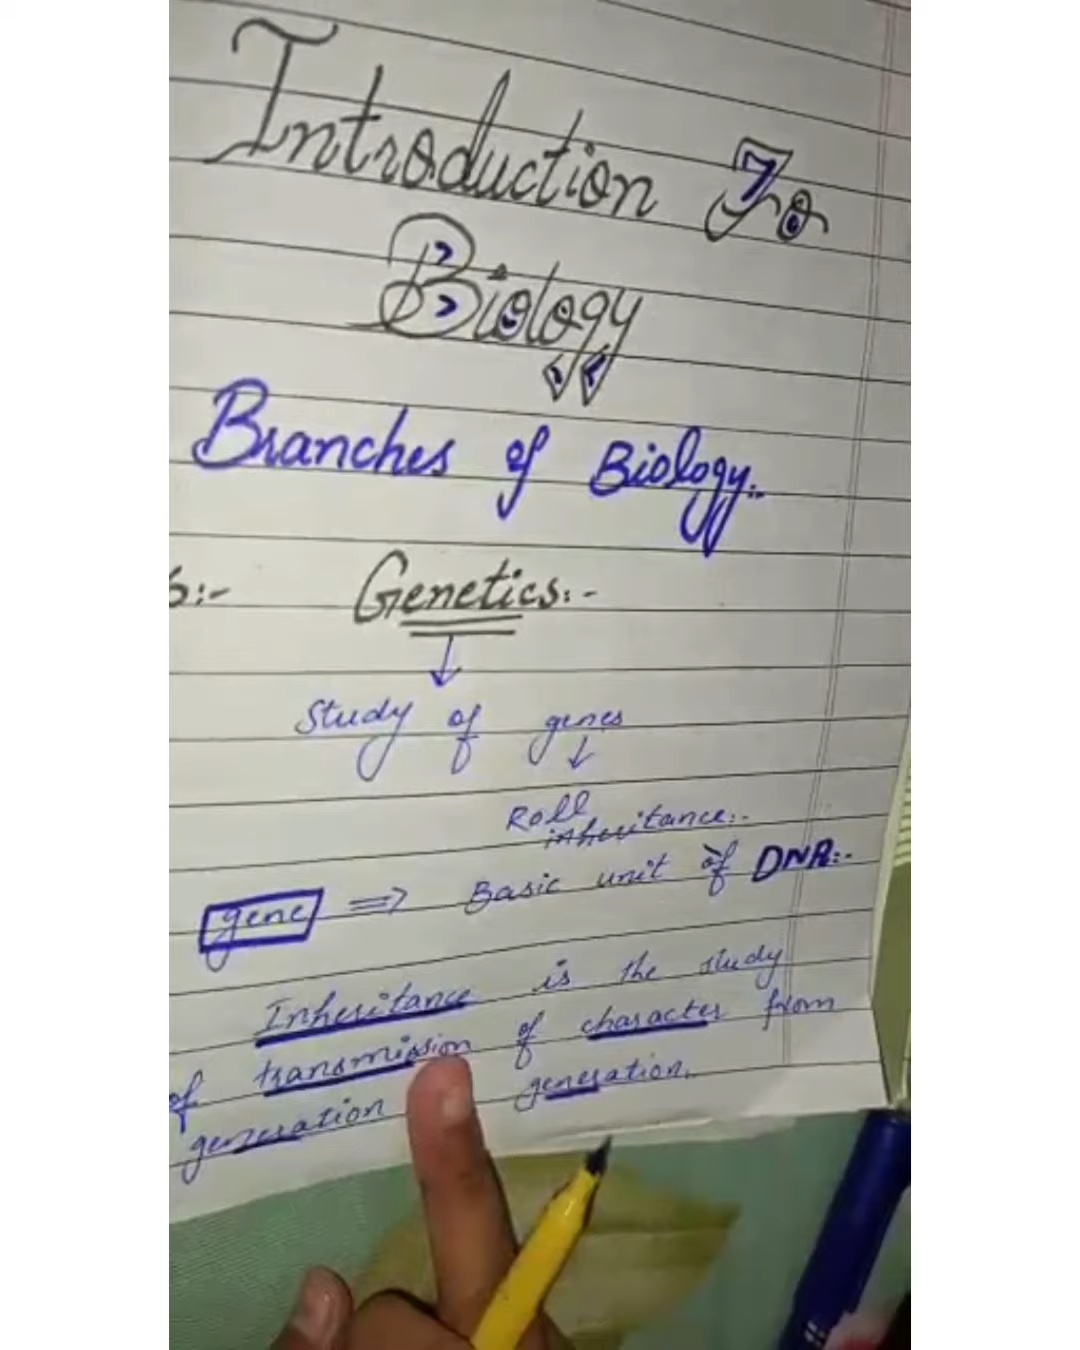 Introduction To
Biology
Branches of Biology:.
6:- Genetics:-
Study of genes
Roll
inheritance:.
gene ⇒ Basic unit of DNA:.
Inheritance is the study
of transmission of character from
generation generation.